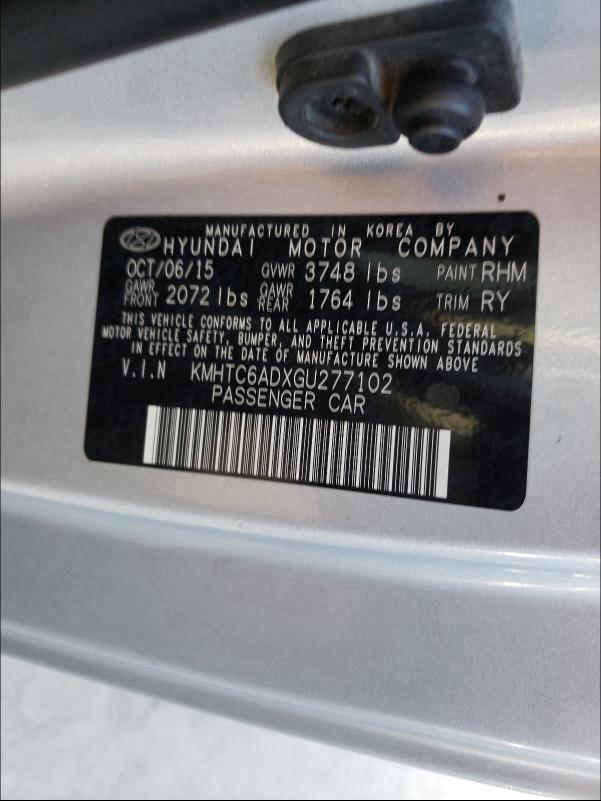 MANUFACTURED IN KOREA BY
HYUNDAI MOTOR COMPANY
OCT/06/15 GVWR 3748 lbs PAINT RHM
GAWR FRONT 2072 lbs GAWR REAR 1764 lbs TRIM RY
THIS VEHICLE CONFORMS TO ALL APPLICABLE U.S.A. FEDERAL
MOTOR VEHICLE SAFETY, BUMPER, AND THEFT PREVENTION STANDARDS
IN EFFECT ON THE DATE OF MANUFACTURE SHOWN ABOVE
V.I.N KMHTC6ADXGU277102
PASSENGER CAR